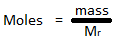 Moles = mass
Mr